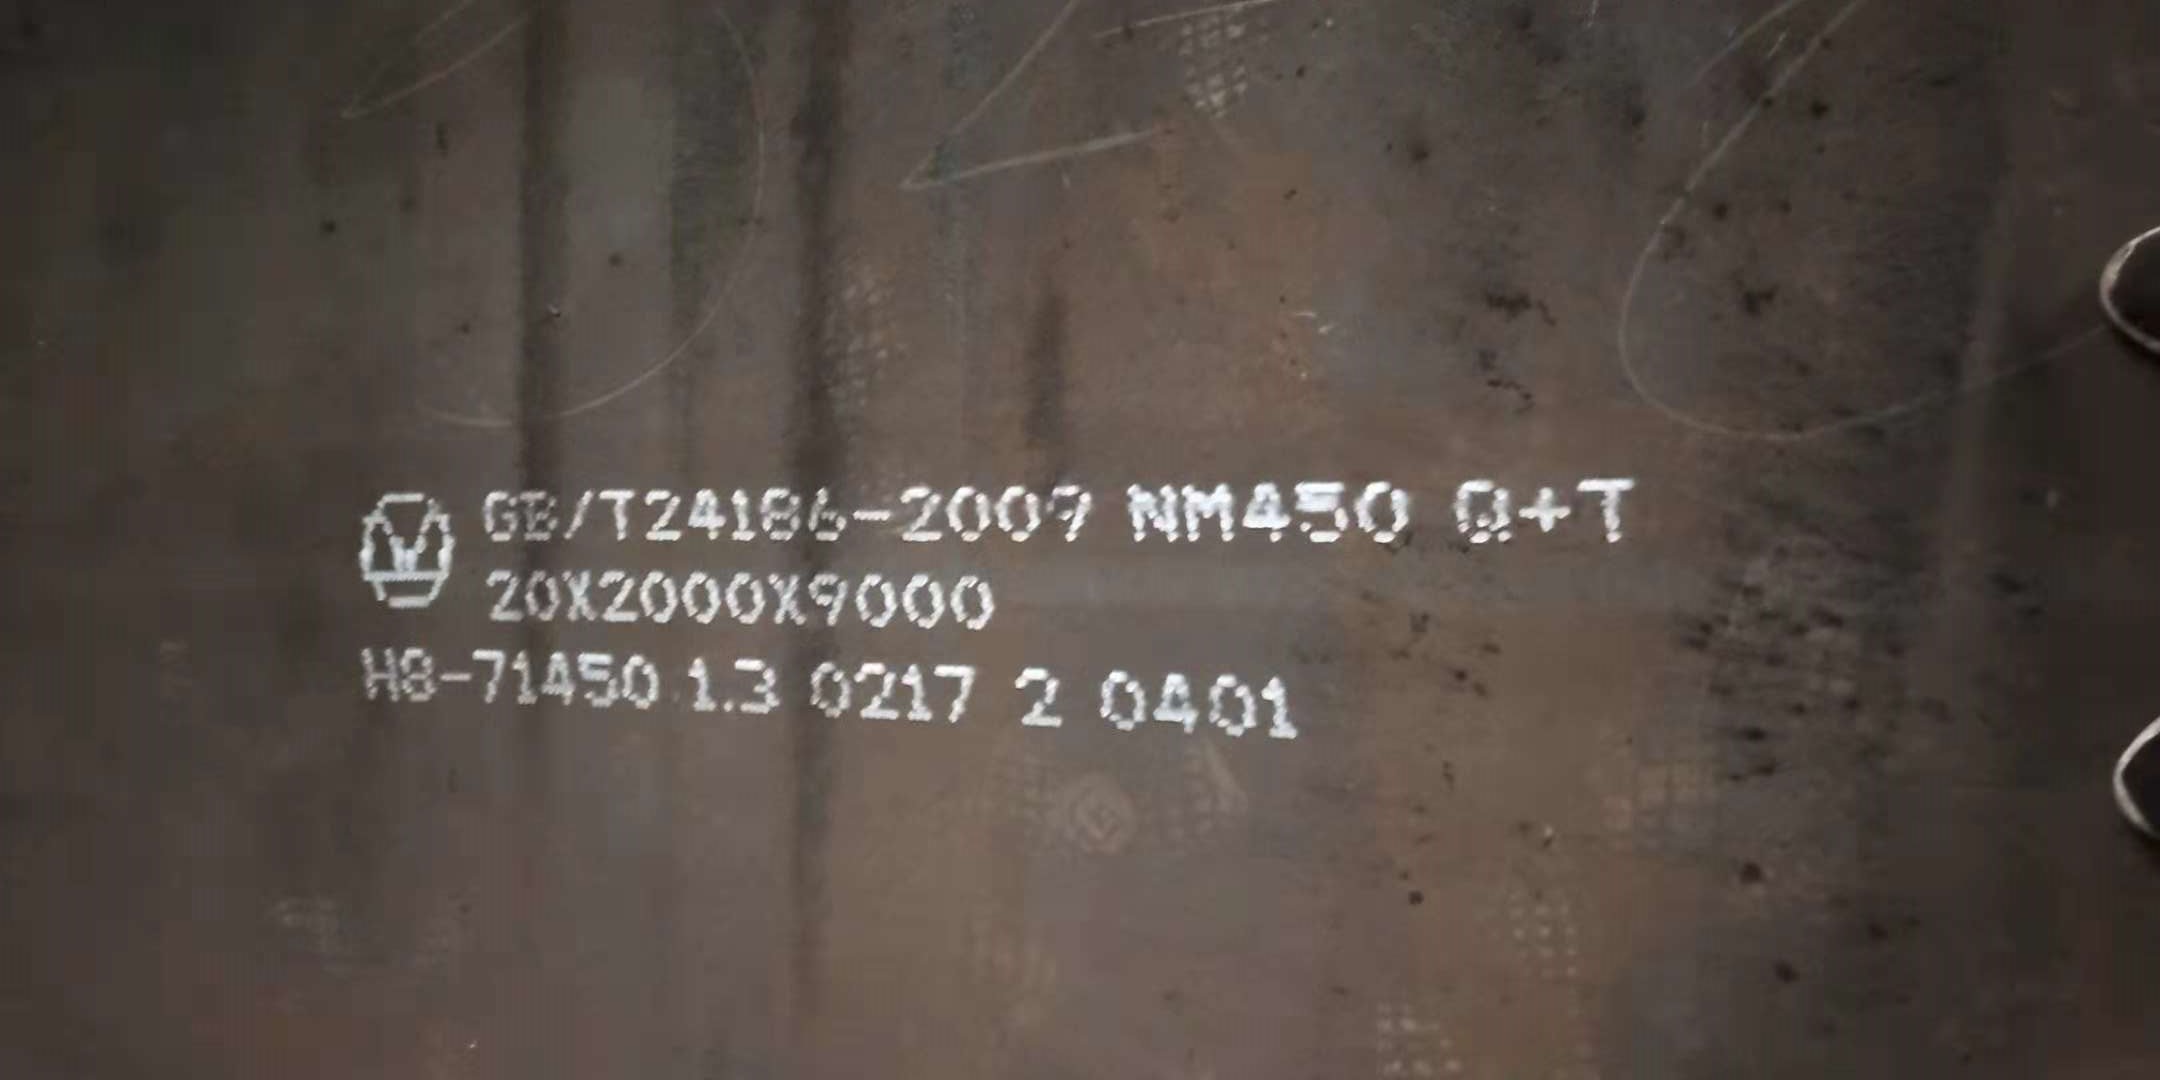 GB/T24186-2009 NM450 Q+T
20X2000X9000
H8-71450 1.3 0217 2 0401